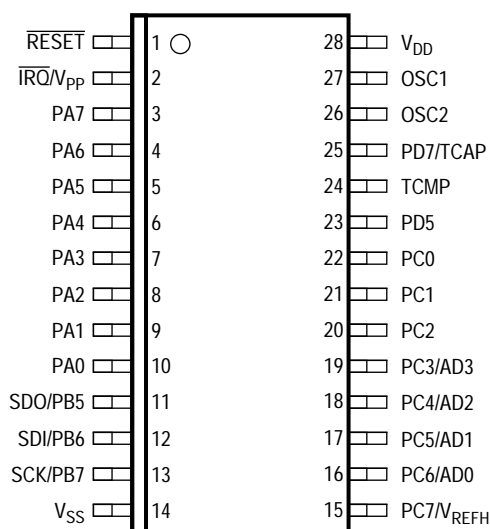 R̅E̅S̅E̅T̅ 1 28 VDD
I̅R̅Q̅/VPP 2 27 OSC1
PA7 3 26 OSC2
PA6 4 25 PD7/TCAP
PA5 5 24 TCMP
PA4 6 23 PD5
PA3 7 22 PC0
PA2 8 21 PC1
PA1 9 20 PC2
PA0 10 19 PC3/AD3
SDO/PB5 11 18 PC4/AD2
SDI/PB6 12 17 PC5/AD1
SCK/PB7 13 16 PC6/AD0
VSS 14 15 PC7/VREFH